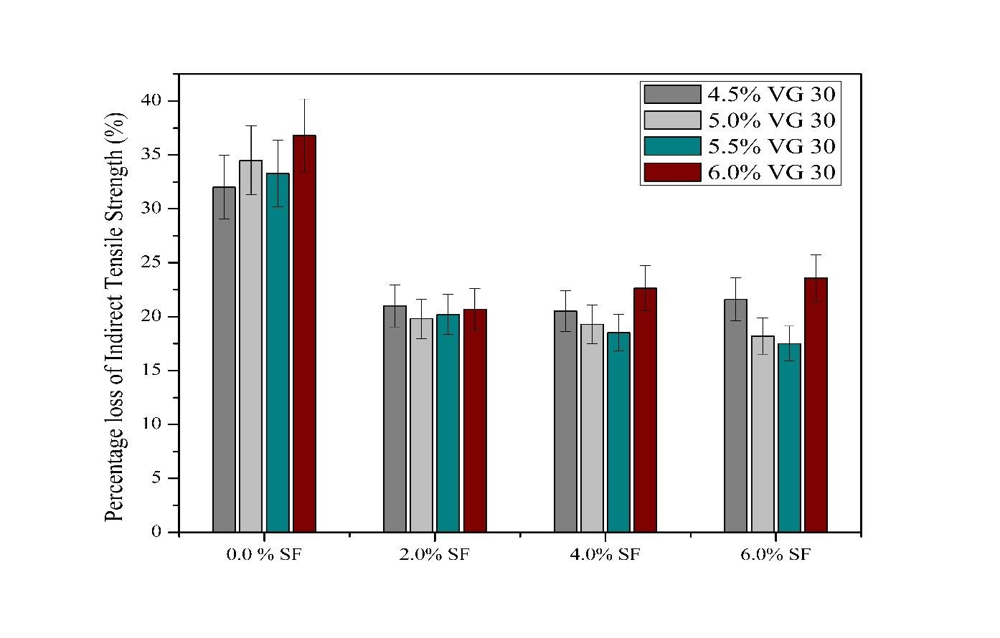 Percentage loss of Indirect Tensile Strength (%)
40
35
30
25
20
15
10
5
0
4.5% VG 30
5.0% VG 30
5.5% VG 30
6.0% VG 30
0.0 % SF
2.0% SF
4.0% SF
6.0% SF